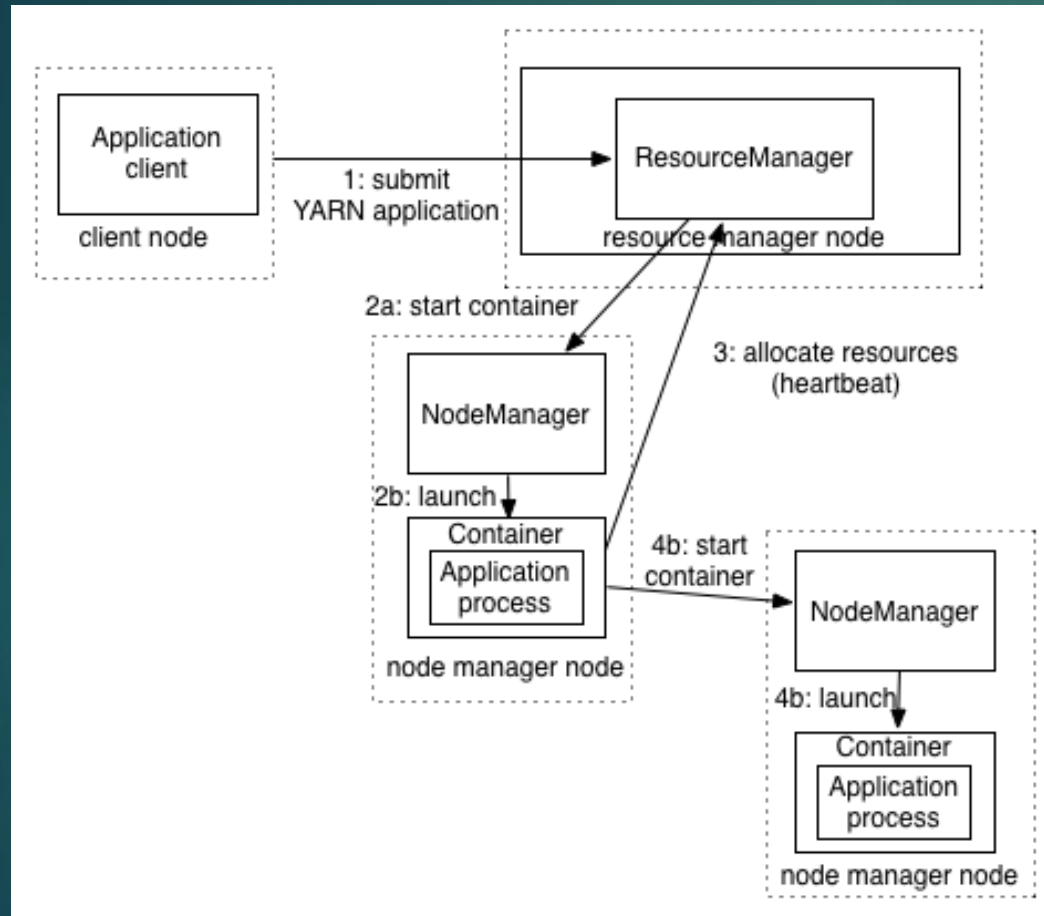 Application
client
client node
1: submit
YARN application
ResourceManager
resource manager node
2a: start container
3: allocate resources
(heartbeat)
NodeManager
2b: launch
Container
Application
process
node manager node
4b: start
container
NodeManager
4b: launch
Container
Application
process
node manager node